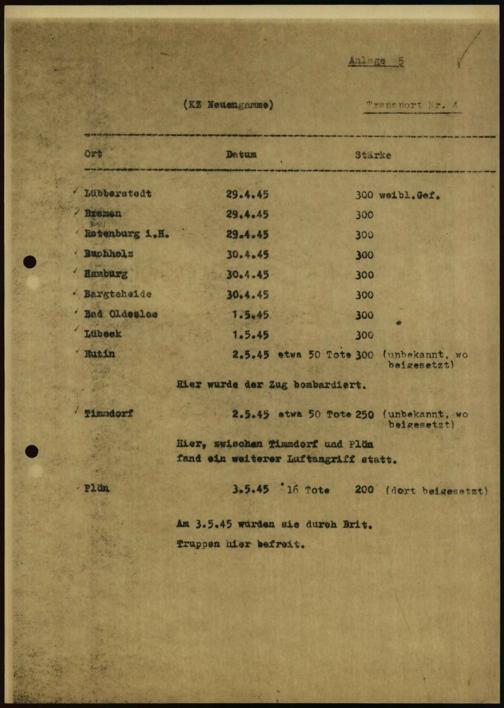 Anlage 5
(KZ Neuengamme) Transport Nr. 4
Ort Datum Stärke
Lübberstedt 29.4.45 300 weibl.Gef.
Bremen 29.4.45 300
Rotenburg i.H. 29.4.45 300
Buchholz 30.4.45 300
Hamburg 30.4.45 300
Bargteheide 30.4.45 300
Bad Oldesloe 1.5.45 300
Lübeck 1.5.45 300
Eutin 2.5.45 etwa 50 Tote 300 (unbekannt, wo
beigesetzt)
Hier wurde der Zug bombardiert.
Timmdorf 2.5.45 etwa 50 Tote 250 (unbekannt, wo
beigesetzt)
Hier, zwischen Timmdorf und Plön
fand ein weiterer Luftangriff statt.
Plön 3.5.45 16 Tote 200 (dort beigesetzt)
Am 3.5.45 wurden sie durch Brit.
Truppen hier befreit.